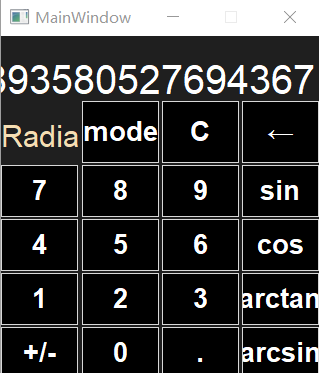 MainWindow
893580527694367
Radia
mode C ←
7 8 9 sin
4 5 6 cos
1 2 3 arctan
+/- 0 . arcsin